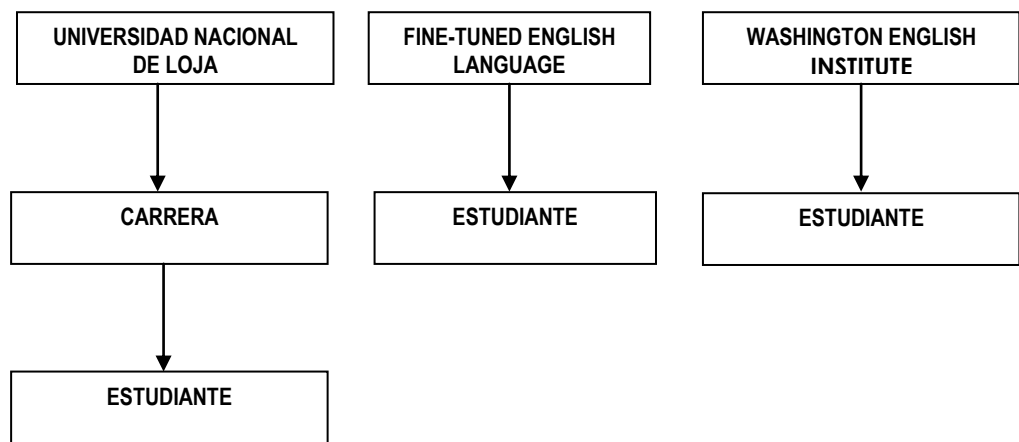 UNIVERSIDAD NACIONAL
DE LOJA
FINE-TUNED ENGLISH
LANGUAGE
WASHINGTON ENGLISH
INSTITUTE
CARRERA
ESTUDIANTE
ESTUDIANTE
ESTUDIANTE